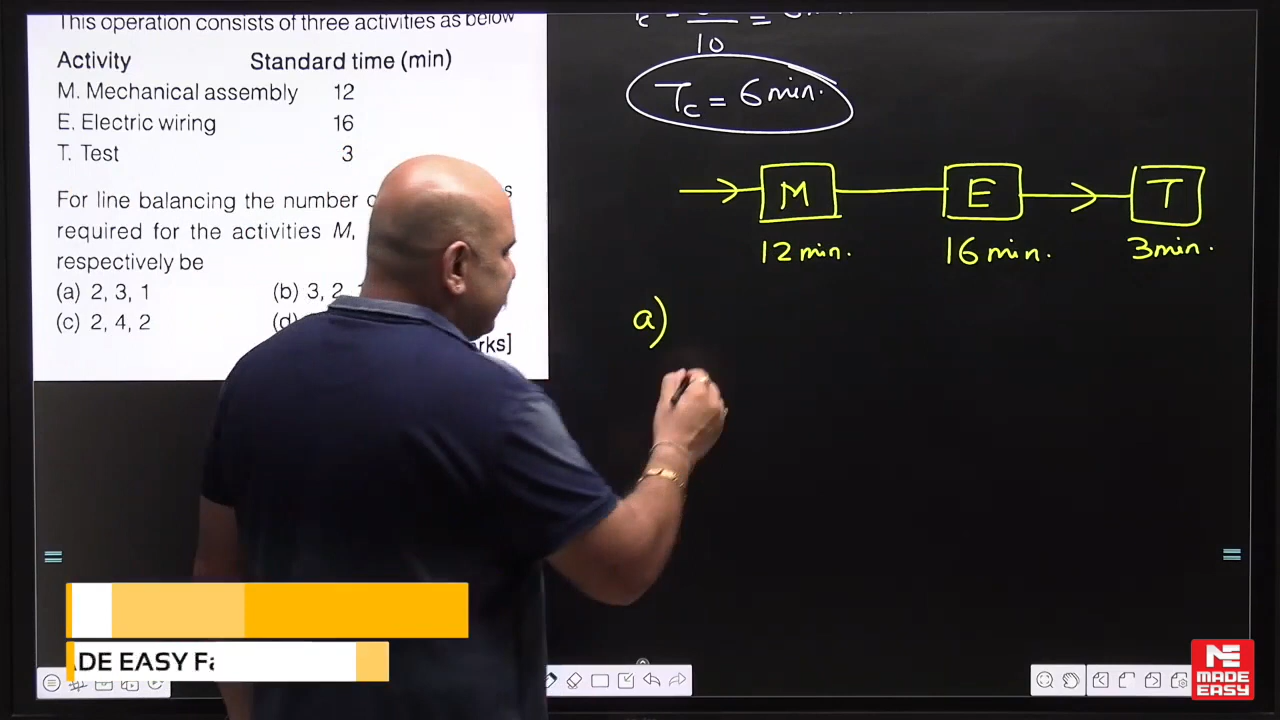 This operation consists of three activities as below
Activity Standard time (min)
M. Mechanical assembly 12
E. Electric wiring 16
T. Test 3
For line balancing the number
required for the activities M,
respectively be
(a) 2, 3, 1 (b) 3, 2,
(c) 2, 4, 2
10
Tc = 6 min.
M E T
12 min. 16 min. 3 min.
a)
ADE EASY Fa
MADE EASY